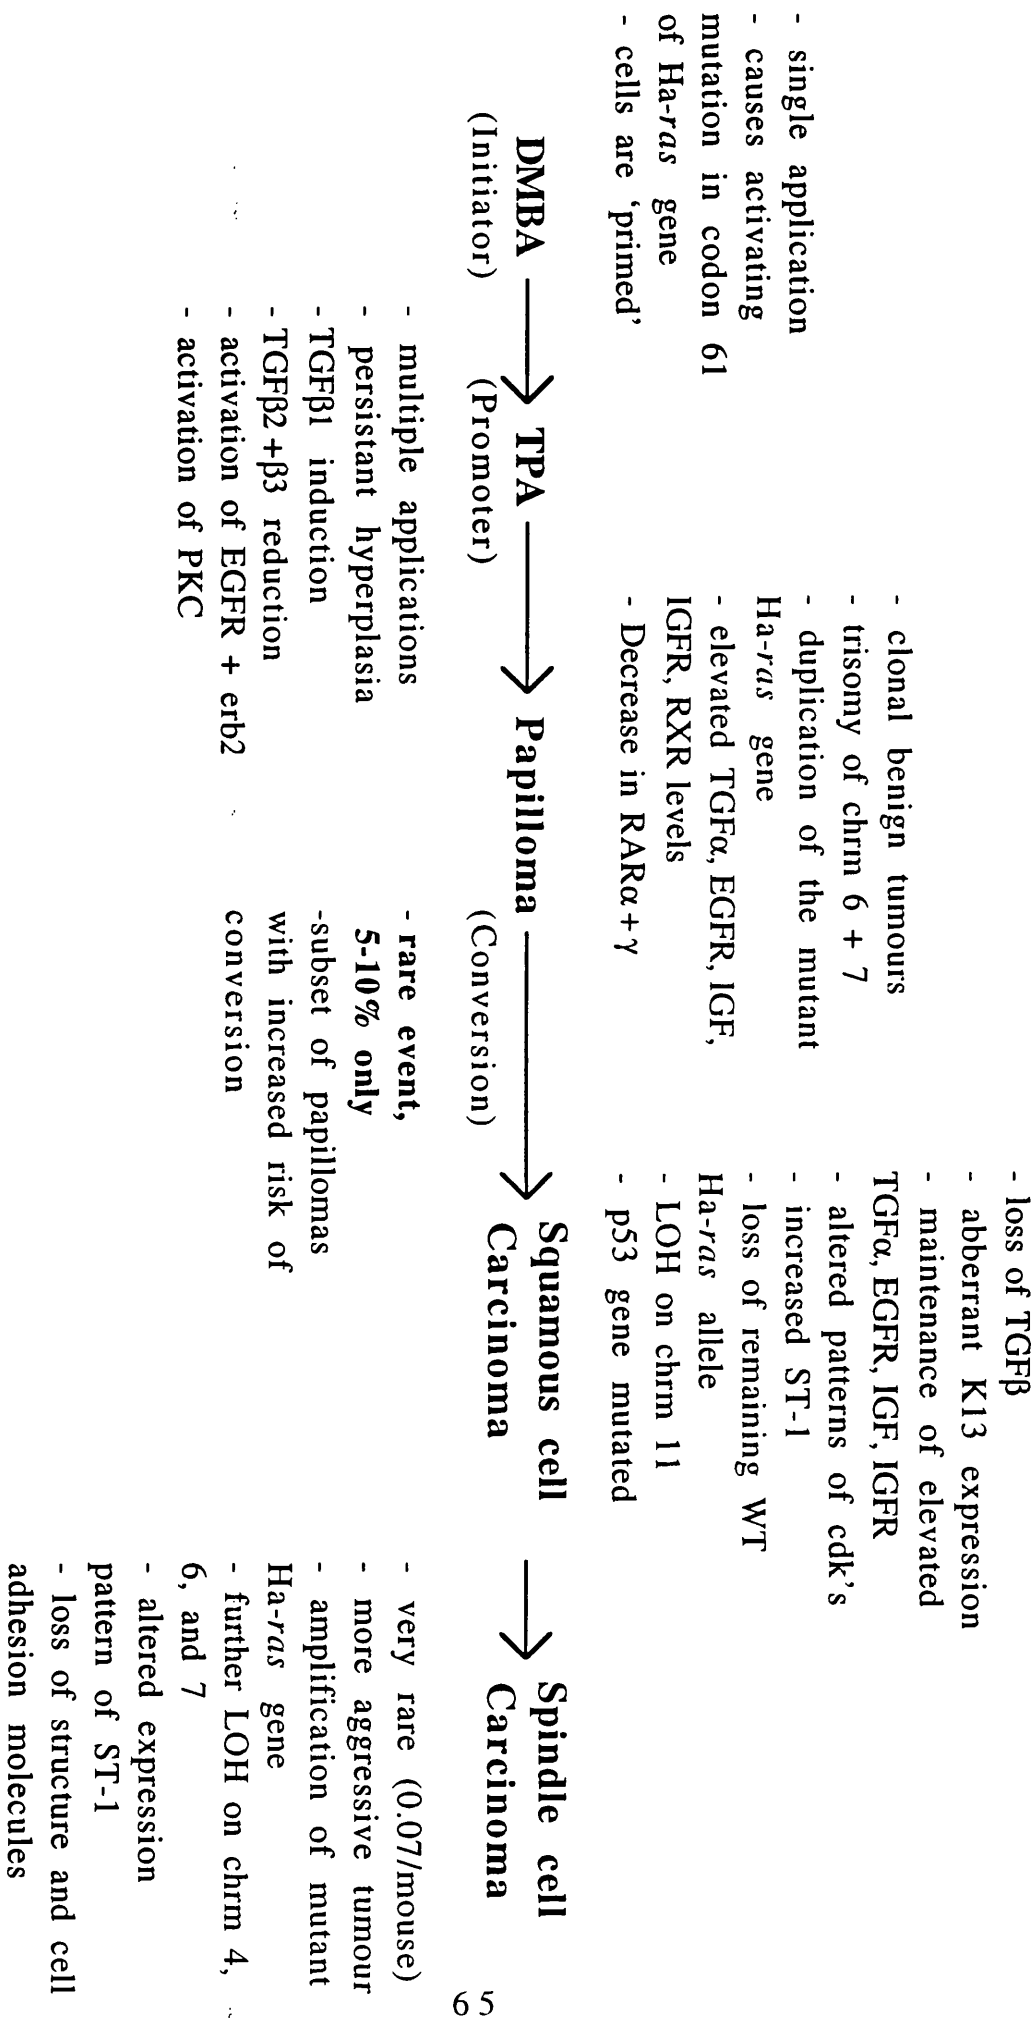 - single application
- causes activating
mutation in codon 61
of Ha-ras gene
- cells are 'primed'
DMBA
(Initiator)
- multiple applications
- persistant hyperplasia
- TGFβ1 induction
- TGFβ2+β3 reduction
- activation of EGFR + erb2
- activation of PKC
TPA
(Promoter)
- clonal benign tumours
- trisomy of chrm 6 + 7
- duplication of the mutant
Ha-ras gene
- elevated TGFα, EGFR, IGF,
IGFR, RXR levels
- Decrease in RARα+γ
Papilloma
(Conversion)
- rare event,
5-10% only
-subset of papillomas
with increased risk of
conversion
- loss of TGFβ
- abberrant K13 expression
- maintenance of elevated
TGFα, EGFR, IGF, IGFR
- altered patterns of cdk's
- increased ST-1
- loss of remaining WT
Ha-ras allele
- LOH on chrm 11
- p53 gene mutated
Squamous cell
Carcinoma
Spindle cell
Carcinoma
- very rare (0.07/mouse)
- more aggressive tumour
- amplification of mutant
Ha-ras gene
- further LOH on chrm 4,
6, and 7
- altered expression
pattern of ST-1
- loss of structure and cell
adhesion molecules
65